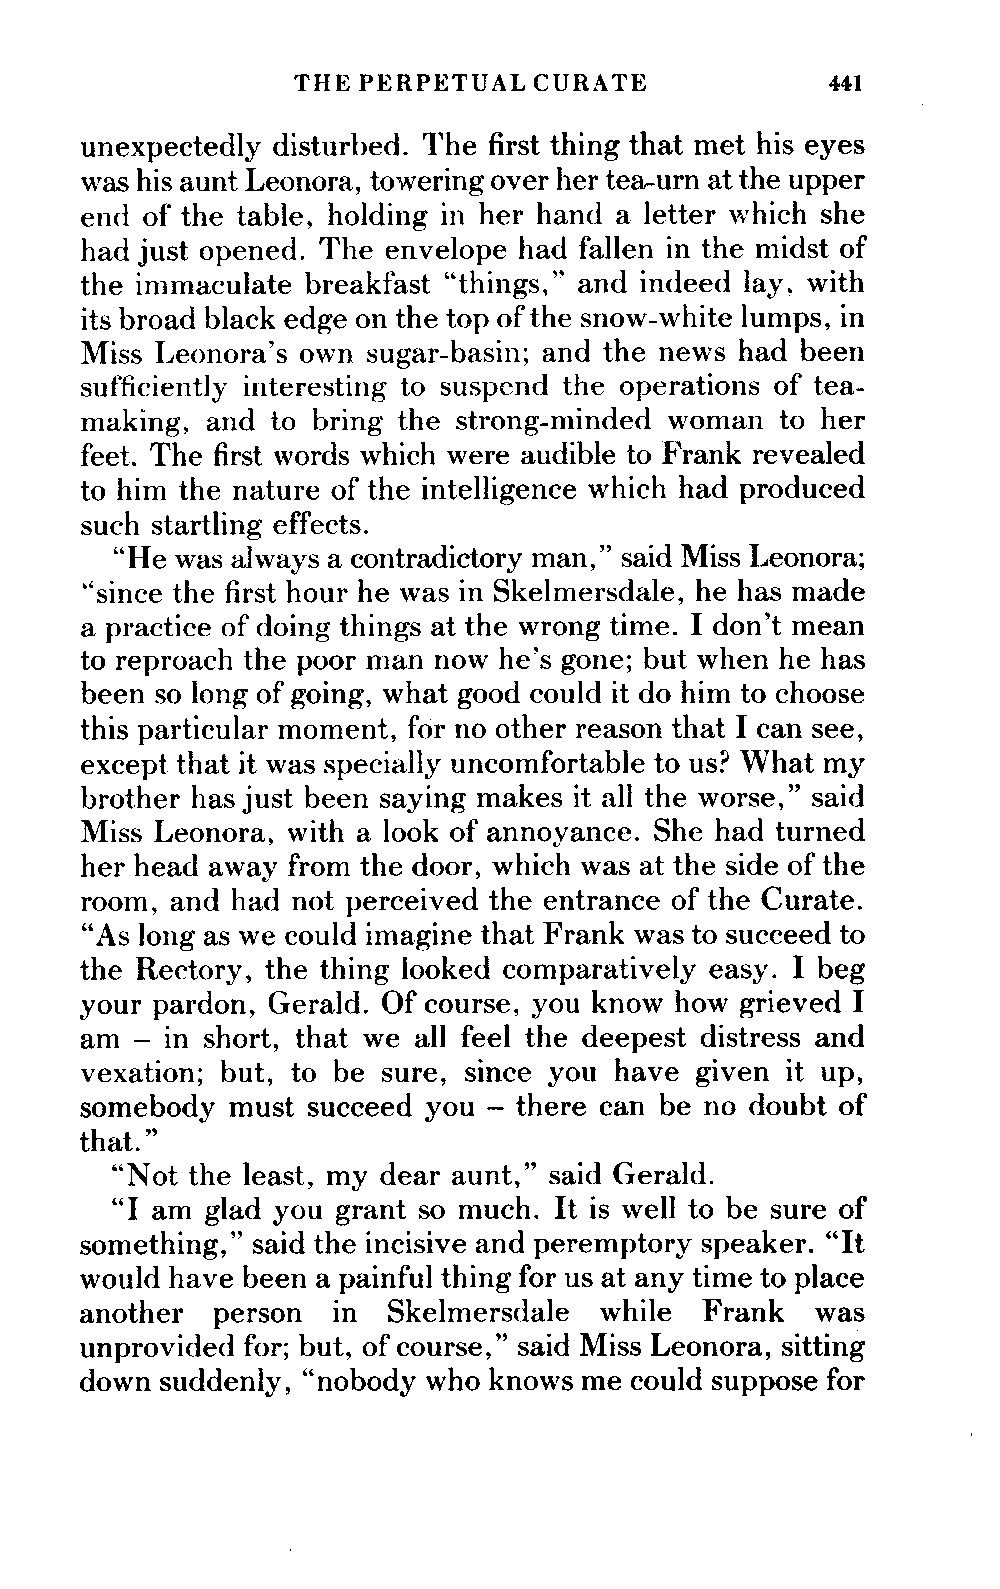 THE PERPETUAL CURATE 441
unexpectedly disturbed. The first thing that met his eyes
was his aunt Leonora, towering over her tea-urn at the upper
end of the table, holding in her hand a letter which she
had just opened. The envelope had fallen in the midst of
the immaculate breakfast “things,” and indeed lay, with
its broad black edge on the top of the snow-white lumps, in
Miss Leonora’s own sugar-basin; and the news had been
sufficiently interesting to suspend the operations of tea-
making, and to bring the strong-minded woman to her
feet. The first words which were audible to Frank revealed
to him the nature of the intelligence which had produced
such startling effects.
“He was always a contradictory man,” said Miss Leonora;
“since the first hour he was in Skelmersdale, he has made
a practice of doing things at the wrong time. I don’t mean
to reproach the poor man now he’s gone; but when he has
been so long of going, what good could it do him to choose
this particular moment, for no other reason that I can see,
except that it was specially uncomfortable to us? What my
brother has just been saying makes it all the worse,” said
Miss Leonora, with a look of annoyance. She had turned
her head away from the door, which was at the side of the
room, and had not perceived the entrance of the Curate.
“As long as we could imagine that Frank was to succeed to
the Rectory, the thing looked comparatively easy. I beg
your pardon, Gerald. Of course, you know how grieved I
am – in short, that we all feel the deepest distress and
vexation; but, to be sure, since you have given it up,
somebody must succeed you – there can be no doubt of
that.”
“Not the least, my dear aunt,” said Gerald.
“I am glad you grant so much. It is well to be sure of
something,” said the incisive and peremptory speaker. “It
would have been a painful thing for us at any time to place
another person in Skelmersdale while Frank was
unprovided for; but, of course,” said Miss Leonora, sitting
down suddenly, “nobody who knows me could suppose for